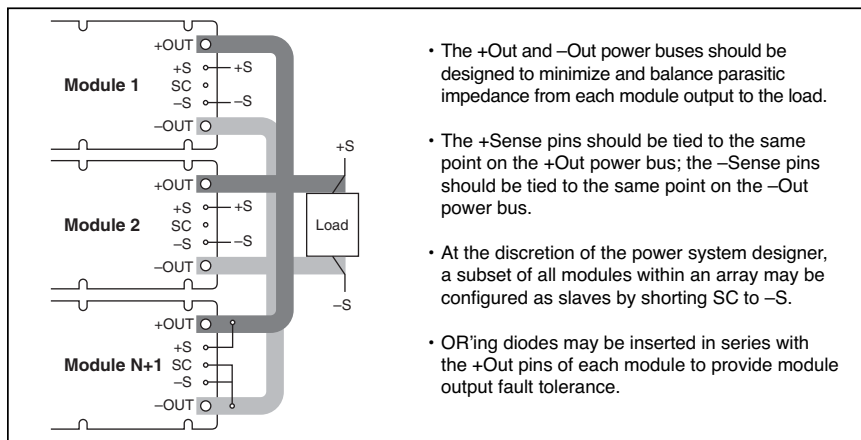 +OUT
+S
+S
Module 1
SC
–S
–S
–OUT
+OUT
+S
+S
Module 2
SC
–S
–S
–OUT
+OUT
+S
Module N+1
SC
–S
–OUT
+S
Load
–S
• The +Out and –Out power buses should be
designed to minimize and balance parasitic
impedance from each module output to the load.
• The +Sense pins should be tied to the same
point on the +Out power bus; the –Sense pins
should be tied to the same point on the –Out
power bus.
• At the discretion of the power system designer,
a subset of all modules within an array may be
configured as slaves by shorting SC to –S.
• OR'ing diodes may be inserted in series with
the +Out pins of each module to provide module
output fault tolerance.